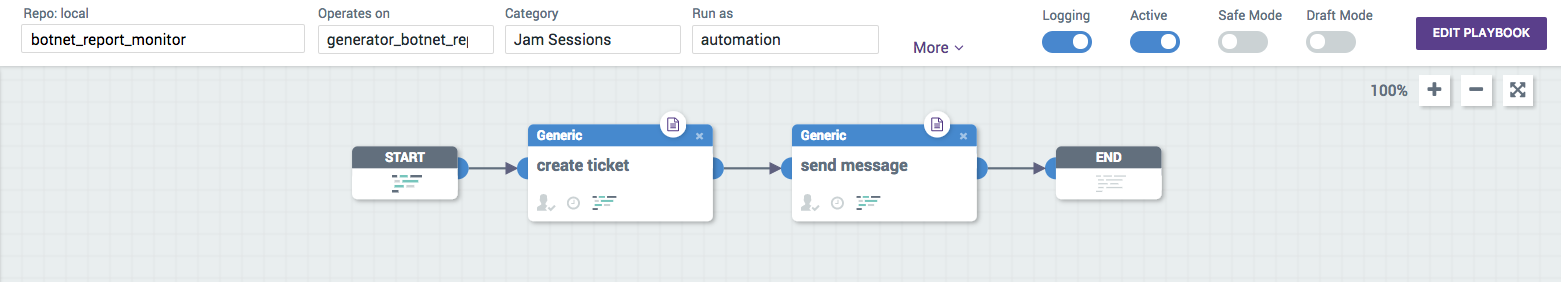 Repo: local
Operates on
Category
Run as
Logging
Active
Safe Mode
Draft Mode
botnet_report_monitor
generator_botnet_rep
Jam Sessions
automation
More
EDIT PLAYBOOK
100%
START
Generic
create ticket
Generic
send message
END